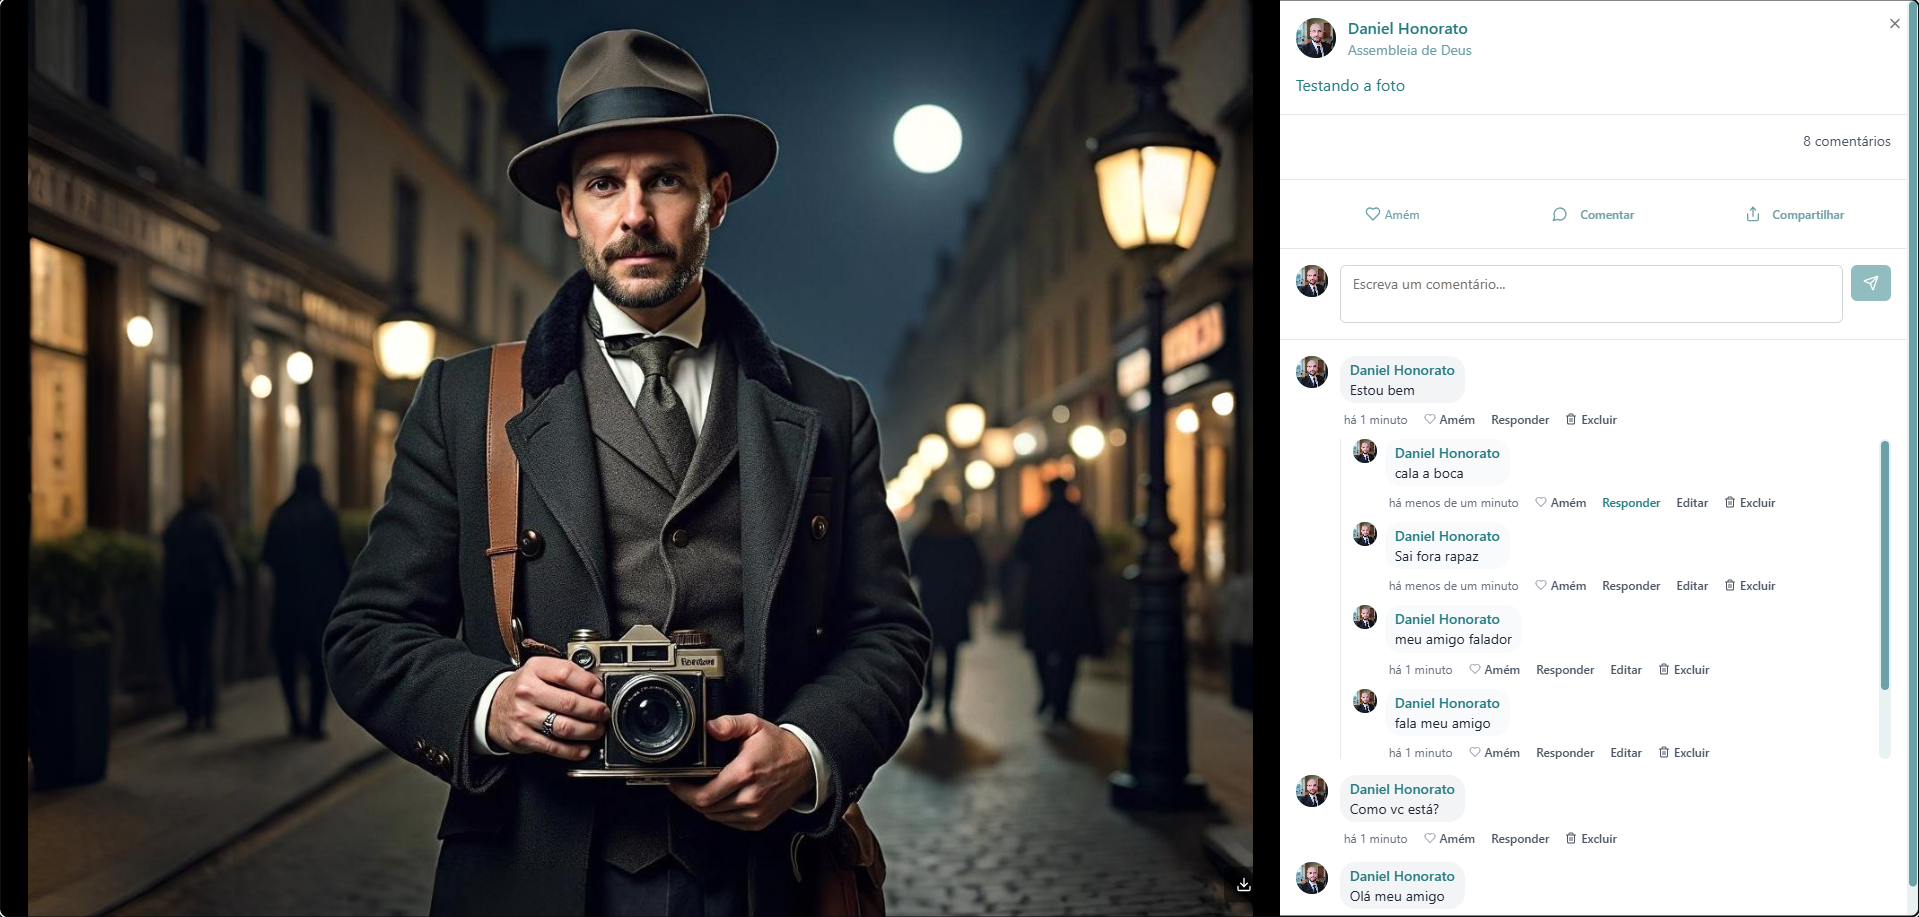 Daniel Honorato
Assembleia de Deus
Testando a foto
8 comentários
Amém Comentar Compartilhar
Escreva um comentário...
Daniel Honorato
Estou bem
há 1 minuto Amém Responder Excluir
Daniel Honorato
cala a boca
há menos de um minuto Amém Responder Editar Excluir
Daniel Honorato
Sai fora rapaz
há menos de um minuto Amém Responder Editar Excluir
Daniel Honorato
meu amigo falador
há 1 minuto Amém Responder Editar Excluir
Daniel Honorato
fala meu amigo
há 1 minuto Amém Responder Editar Excluir
Daniel Honorato
Como vc está?
há 1 minuto Amém Responder Excluir
Daniel Honorato
Olá meu amigo